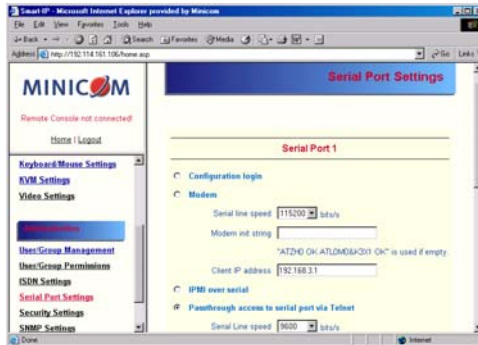 Smart-IP - Microsoft Internet Explorer provided by Minicom
File Edit View Favorites Tools Help
Back Search Favorites Media
Address http://192.114.161.106/home.asp Go Links
MINICOM
Remote Console not connected!
Home | Logout
Keyboard/Mouse Settings
KVM Settings
Video Settings
User/Group Management
User/Group Permissions
ISDN Settings
Serial Port Settings
Security Settings
SNMP Settings
Serial Port Settings
Serial Port 1
Configuration login
Modem
Serial line speed 115200 bits/s
Modem init string
is used if empty.
Client IP address 192.168.3.1
IPMI over serial
Passthrough access to serial port via Telnet
Serial Line speed 9600 bits/s
Done Internet